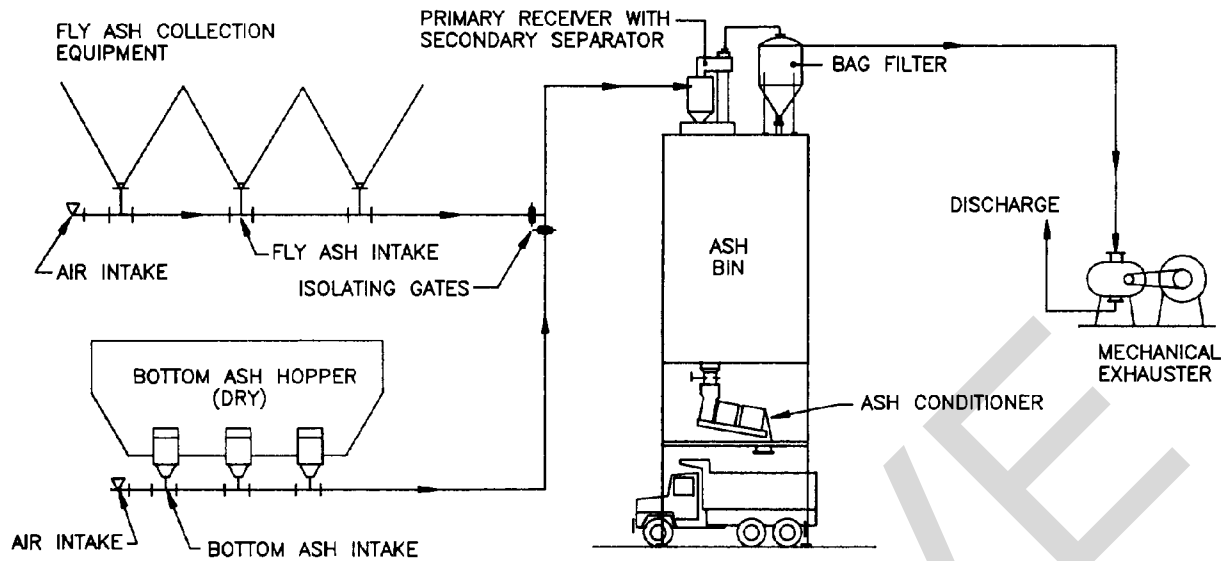 FLY ASH COLLECTION
EQUIPMENT
PRIMARY RECEIVER WITH
SECONDARY SEPARATOR
BAG FILTER
AIR INTAKE
FLY ASH INTAKE
ISOLATING GATES
ASH
BIN
DISCHARGE
MECHANICAL
EXHAUSTER
BOTTOM ASH HOPPER
(DRY)
ASH CONDITIONER
AIR INTAKE
BOTTOM ASH INTAKE
VE